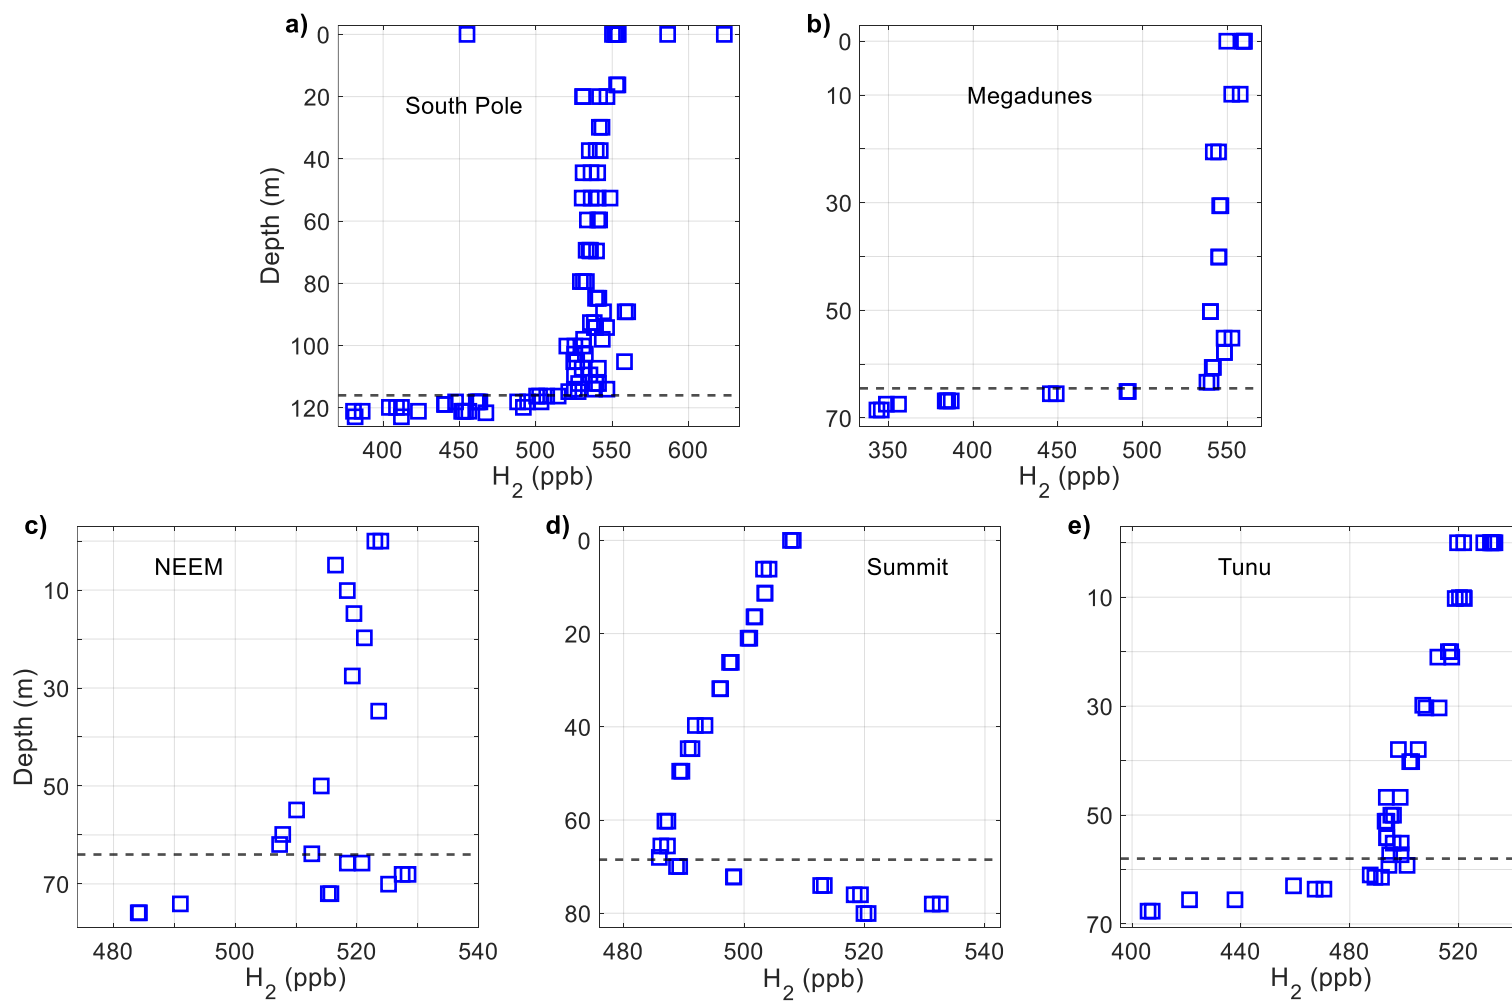 a)
South Pole
Depth (m)
0
20
40
60
80
100
120
400 450 500 550 600
H2 (ppb)
b)
Megadunes
0
10
30
50
70
350 400 450 500 550
H2 (ppb)
c)
NEEM
Depth (m)
10
30
50
70
480 500 520 540
H2 (ppb)
d)
Summit
0
20
40
60
80
480 500 520 540
H2 (ppb)
e)
Tunu
10
30
50
70
400 440 480 520
H2 (ppb)